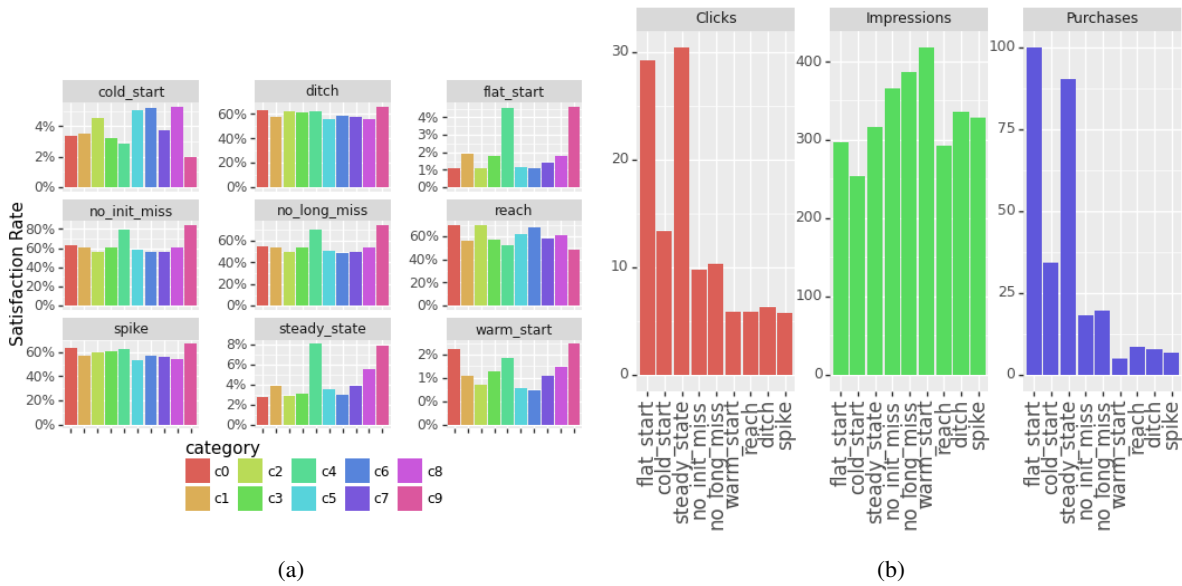 Satisfaction Rate
cold_start
4%
2%
0%
ditch
60%
40%
20%
0%
flat_start
4%
3%
2%
1%
0%
no_init_miss
80%
60%
40%
20%
0%
no_long_miss
60%
40%
20%
0%
reach
60%
40%
20%
0%
spike
60%
40%
20%
0%
steady_state
8%
6%
4%
2%
0%
warm_start
2%
1%
0%
category
c0 c2 c4 c6 c8
c1 c3 c5 c7 c9
(a)
Clicks
30
20
10
0
flat_start
cold_start
steady_state
no_init_miss
no_long_miss
warm_start
reach
ditch
spike
Impressions
400
300
200
100
0
flat_start
cold_start
steady_state
no_init_miss
no_long_miss
warm_start
reach
ditch
spike
Purchases
100
75
50
25
0
flat_start
cold_start
steady_state
no_init_miss
no_long_miss
warm_start
reach
ditch
spike
(b)